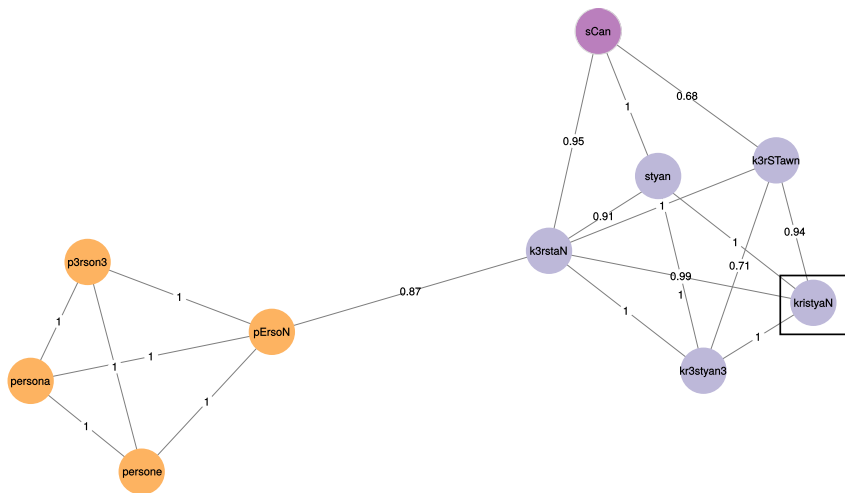 sCan
0.68
1
0.95
k3rSTawn
styan
1
0.91
0.94
1
k3rstaN
p3rson3
0.71
0.99
0.87
1
1
kristyaN
1
1
pErsoN
1
1
1
kr3styan3
persona
1
1
persone